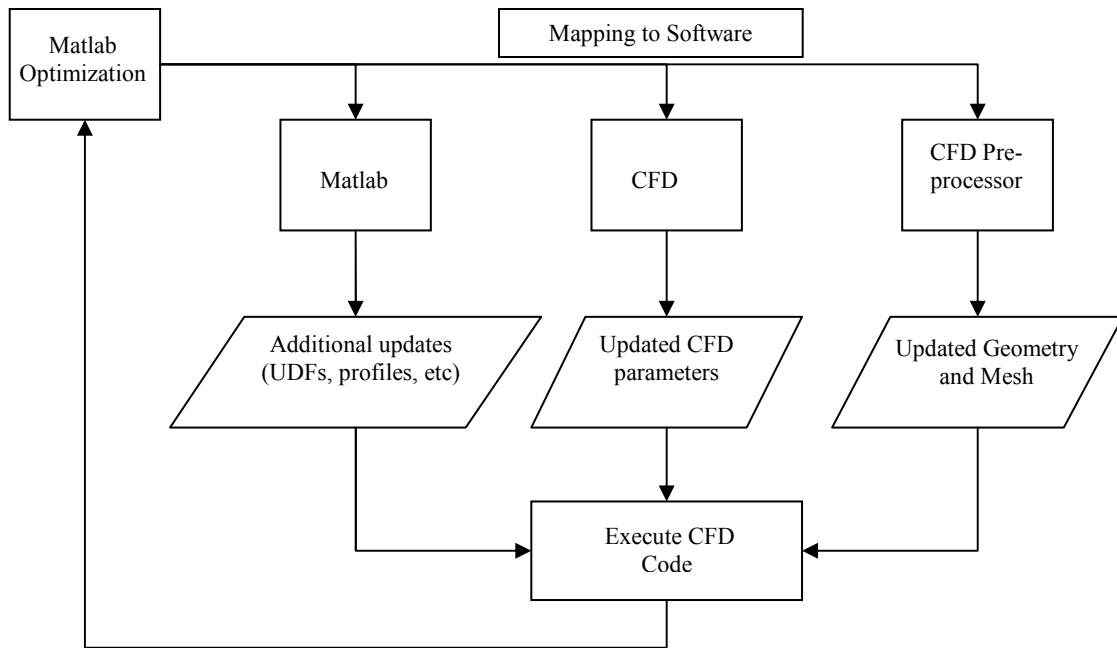 Matlab
Optimization
Mapping to Software
Matlab
CFD
CFD Pre-
processor
Additional updates
(UDFs, profiles, etc)
Updated CFD
parameters
Updated Geometry
and Mesh
Execute CFD
Code